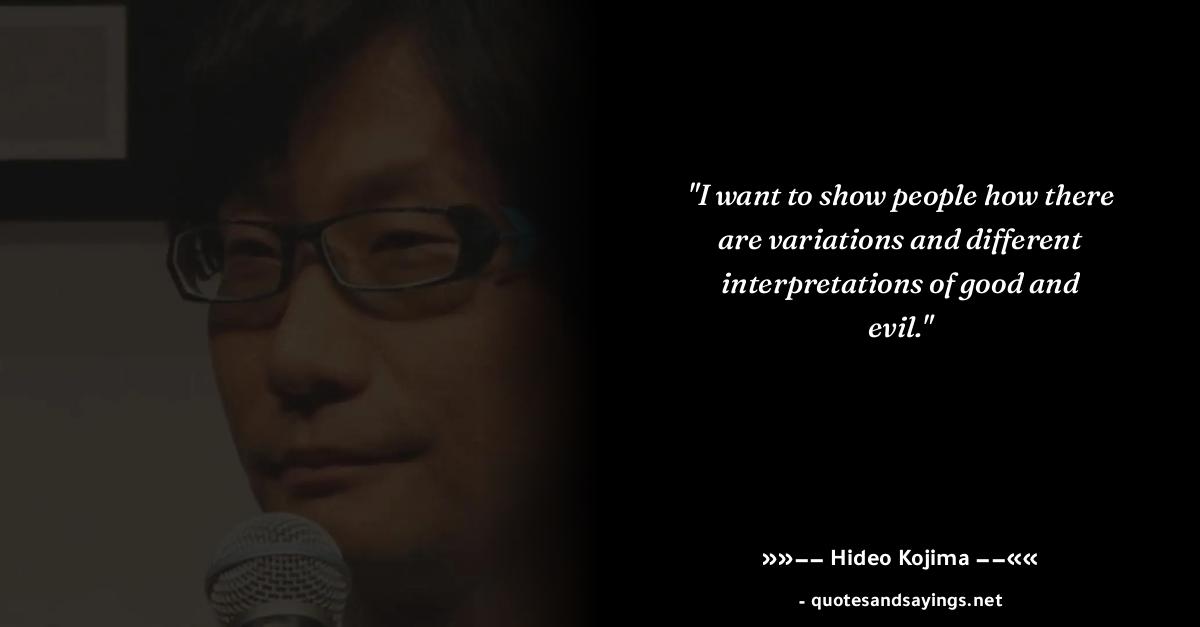 "I want to show people how there
are variations and different
interpretations of good and
evil."
»»–– Hideo Kojima ––««
- quotesandsayings.net